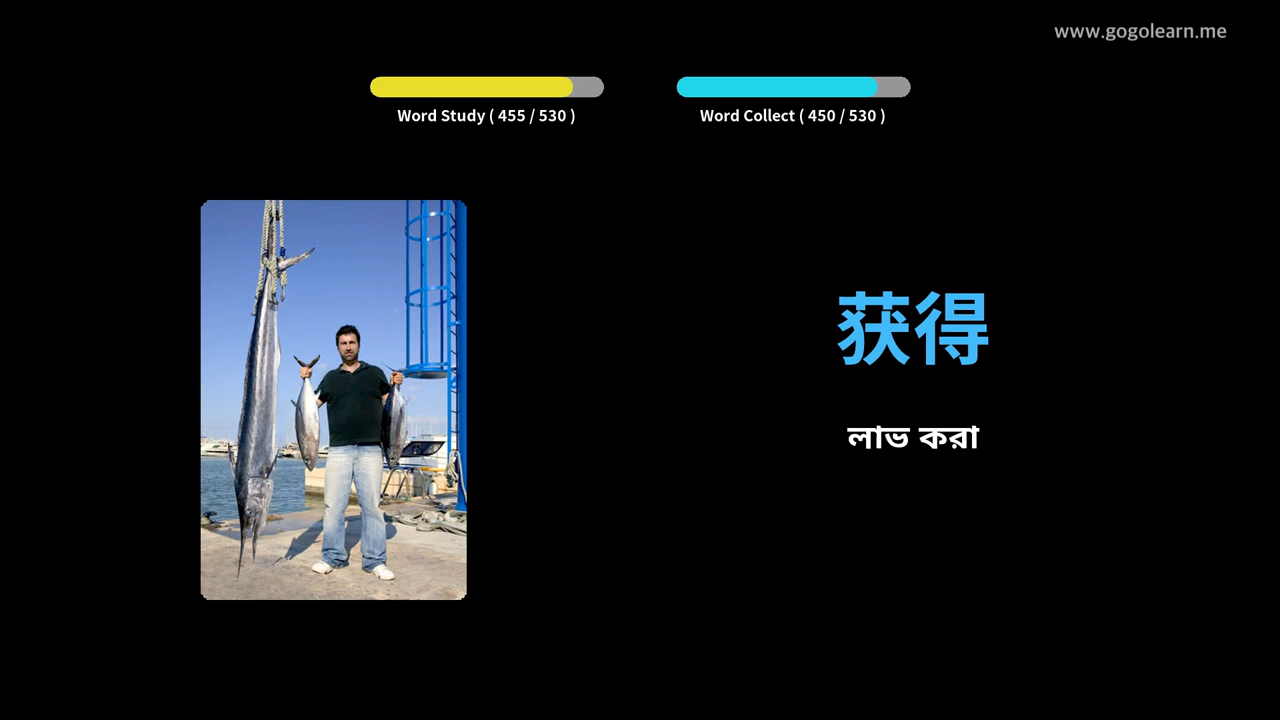 www.gogolearn.me
Word Study ( 455 / 530 )
Word Collect ( 450 / 530 )
获得
লাভ করা